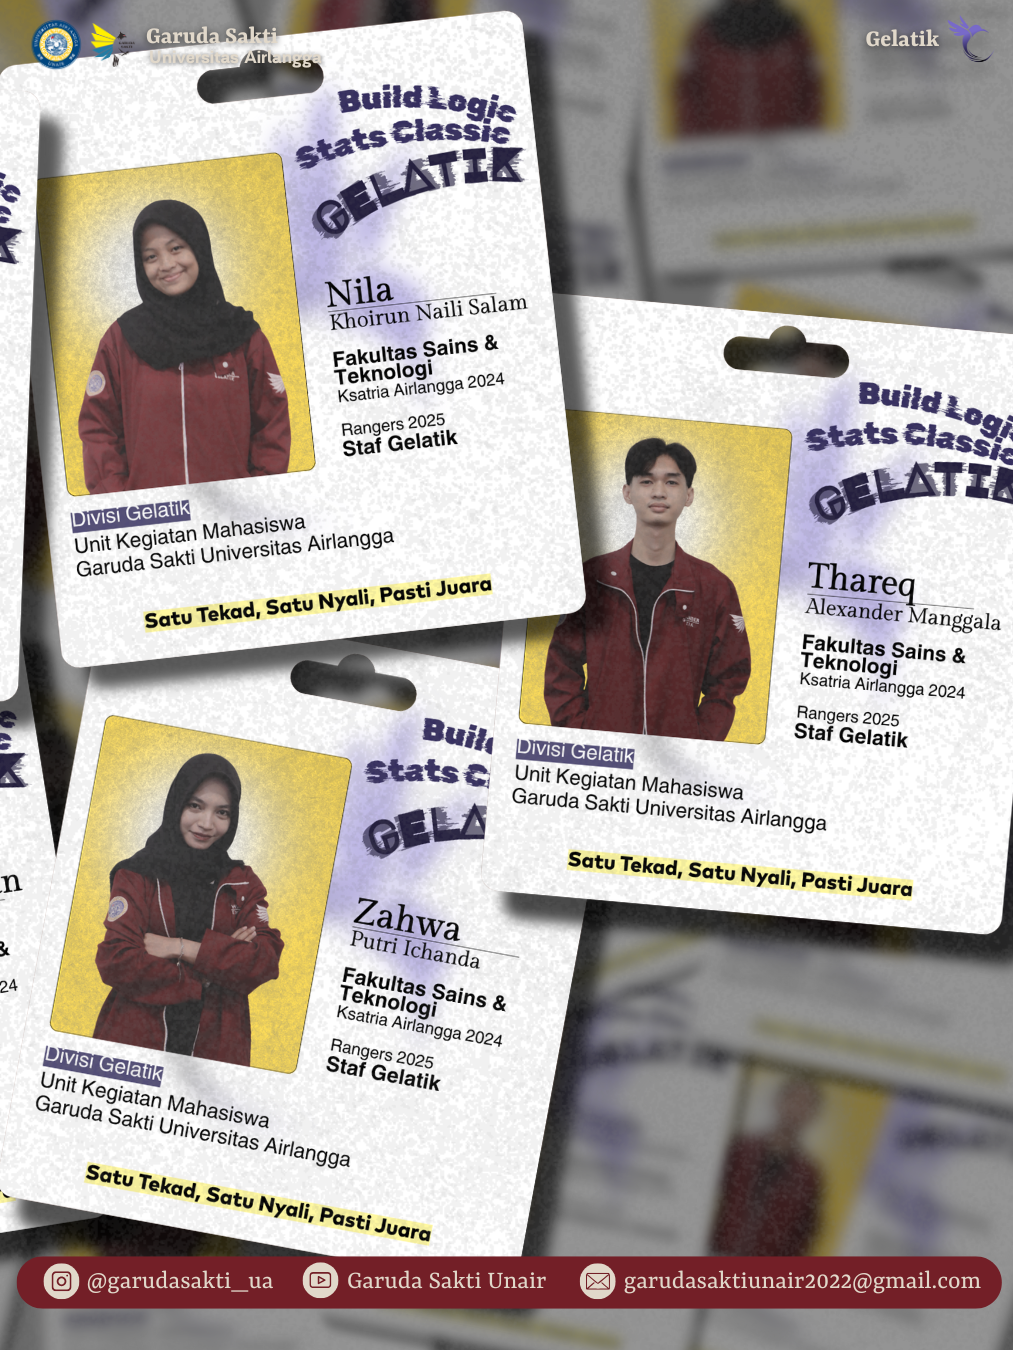 Garuda Sakti
Universitas Airlangga
Gelatik
Build Logic
Stats Classic
GELATIK
Nila
Khoirun Naili Salam
Fakultas Sains &
Teknologi
Ksatria Airlangga 2024
Rangers 2025
Staf Gelatik
Divisi Gelatik
Unit Kegiatan Mahasiswa
Garuda Sakti Universitas Airlangga
Satu Tekad, Satu Nyali, Pasti Juara
Build Logi
Stats Classic
GELATIK
Thareq
Alexander Manggala
Fakultas Sains &
Teknologi
Ksatria Airlangga 2024
Rangers 2025
Staf Gelatik
Divisi Gelatik
Unit Kegiatan Mahasiswa
Garuda Sakti Universitas Airlangga
Satu Tekad, Satu Nyali, Pasti Juara
Build
Stats C
GELA
Zahwa
Putri Ichanda
Fakultas Sains &
Teknologi
Ksatria Airlangga 2024
Rangers 2025
Staf Gelatik
Divisi Gelatik
Unit Kegiatan Mahasiswa
Garuda Sakti Universitas Airlangga
Satu Tekad, Satu Nyali, Pasti Juara
&
24
@garudasakti_ua
Garuda Sakti Unair
garudasaktiunair2022@gmail.com